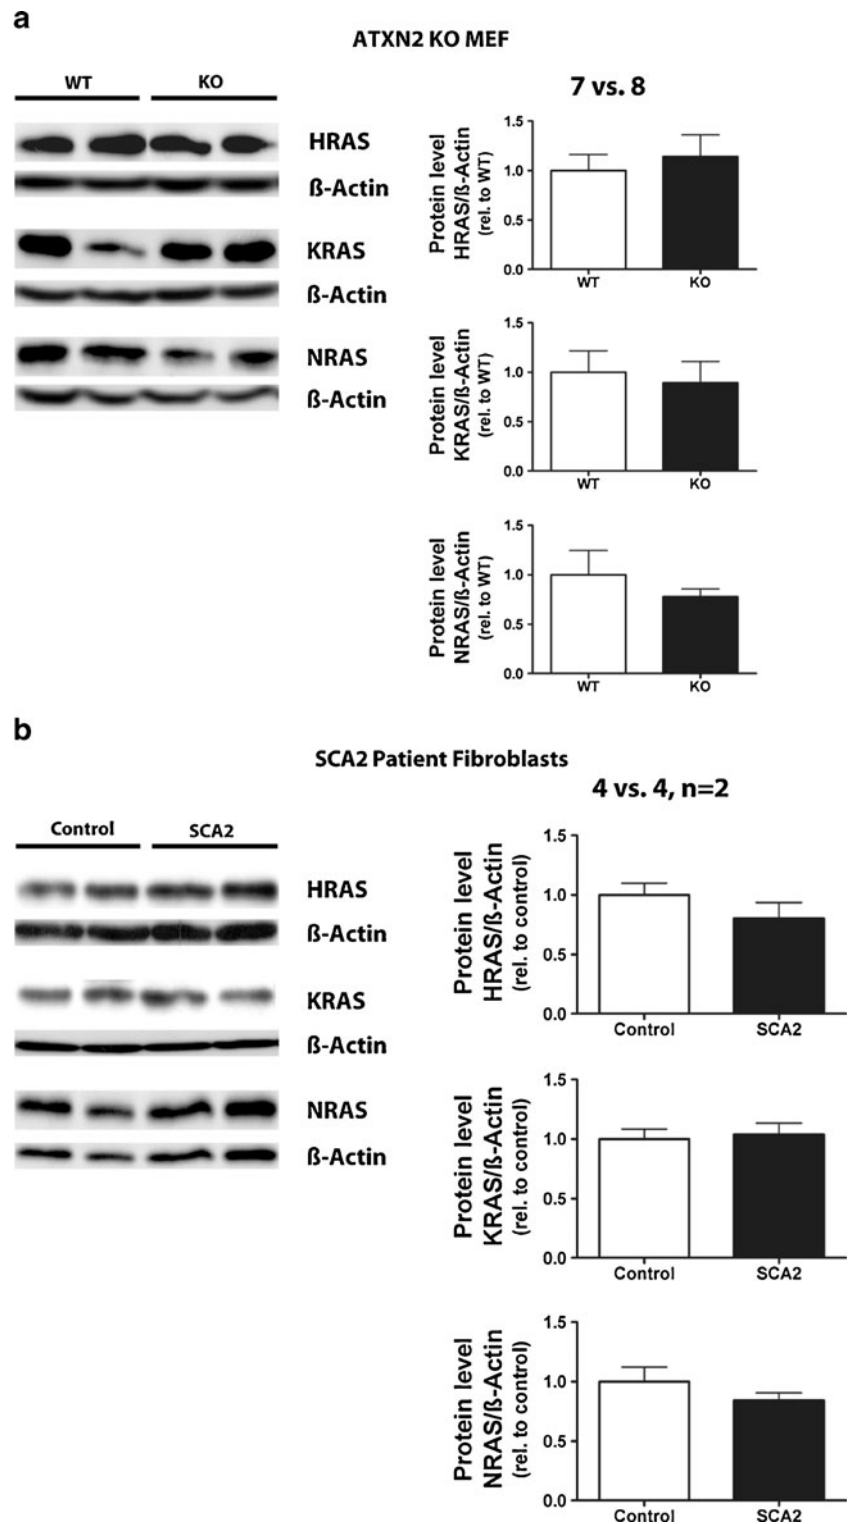 a
ATXN2 KO MEF
WT KO
HRAS
ß-Actin
KRAS
ß-Actin
NRAS
ß-Actin
7 vs. 8
Protein level
HRAS/ß-Actin
(rel. to WT)
1.5
1.0
0.5
0.0
WT KO
Protein level
KRAS/ß-Actin
(rel. to WT)
1.5
1.0
0.5
0.0
WT KO
Protein level
NRAS/ß-Actin
(rel. to WT)
1.5
1.0
0.5
0.0
WT KO
b
SCA2 Patient Fibroblasts
Control SCA2
HRAS
ß-Actin
KRAS
ß-Actin
NRAS
ß-Actin
4 vs. 4, n=2
Protein level
HRAS/ß-Actin
(rel. to control)
1.5
1.0
0.5
0.0
Control SCA2
Protein level
KRAS/ß-Actin
(rel. to control)
1.5
1.0
0.5
0.0
Control SCA2
Protein level
NRAS/ß-Actin
(rel. to control)
1.5
1.0
0.5
0.0
Control SCA2